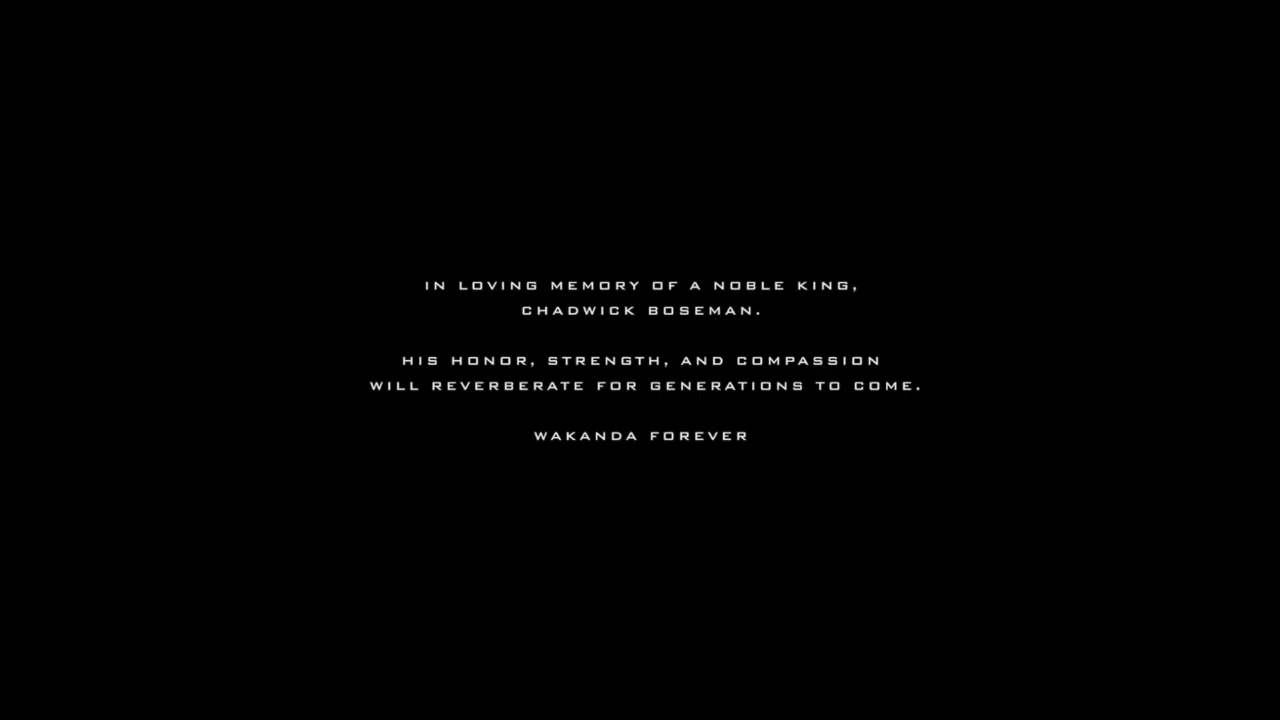 IN LOVING MEMORY OF A NOBLE KING,
CHADWICK BOSEMAN.
HIS HONOR, STRENGTH, AND COMPASSION
WILL REVERBERATE FOR GENERATIONS TO COME.
WAKANDA FOREVER